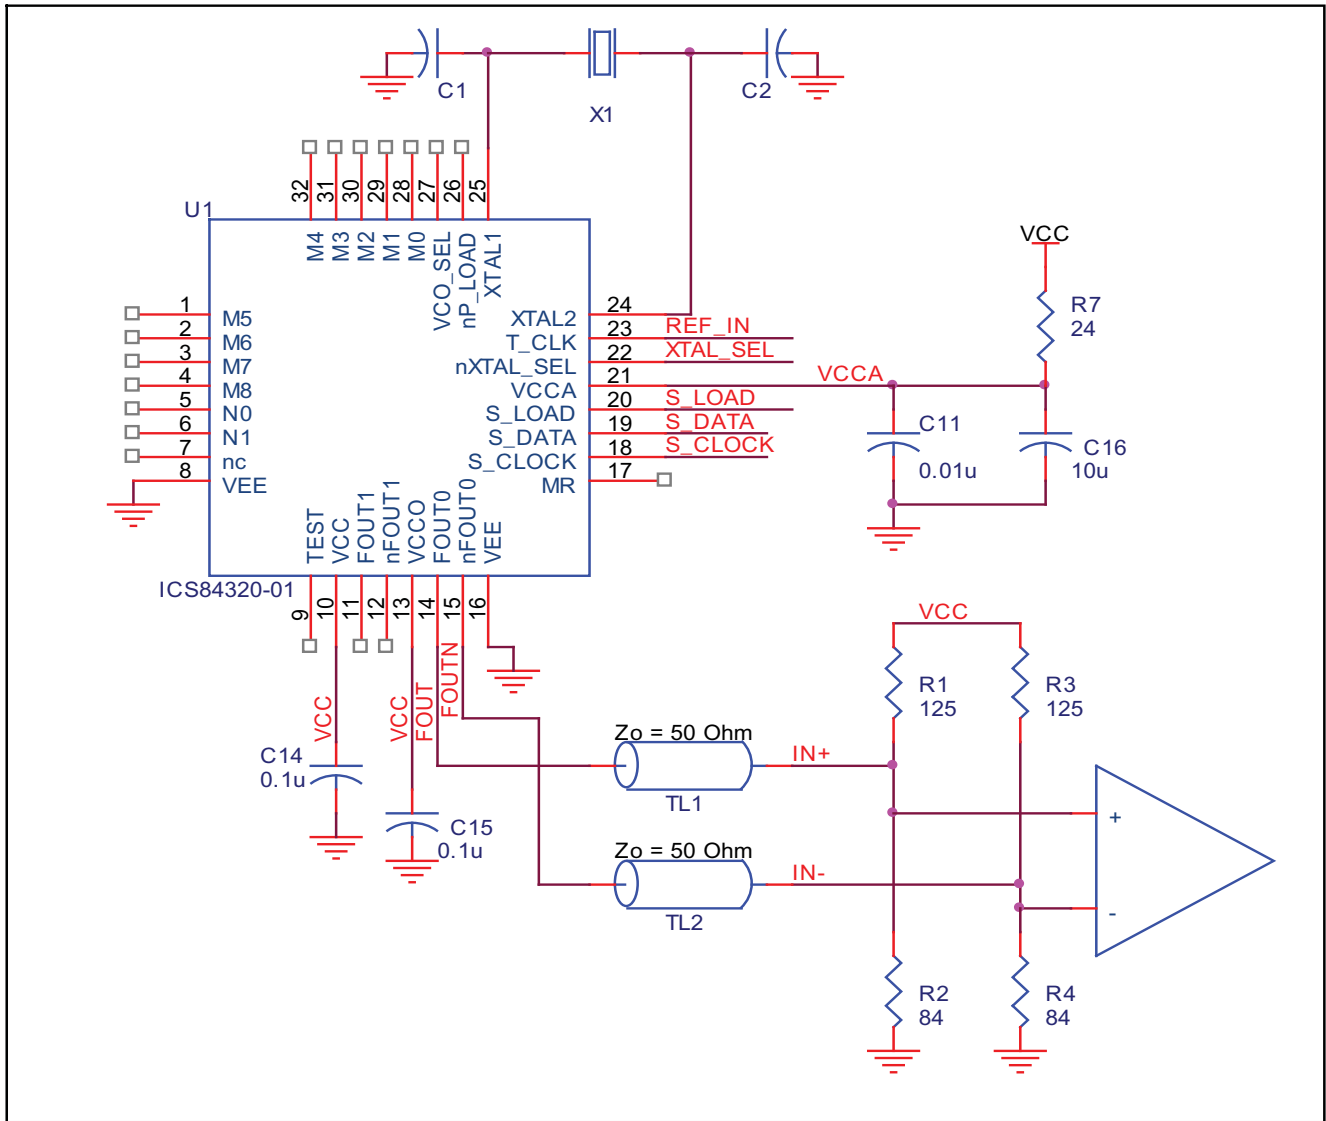 C1
X1
C2
U1
32
31
30
29
28
27
26
25
M4
M3
M2
M1
M0
VCO_SEL
nP_LOAD
XTAL1
1
2
3
4
5
6
7
8
M5
M6
M7
M8
N0
N1
nc
VEE
XTAL2
T_CLK
nXTAL_SEL
VCCA
S_LOAD
S_DATA
S_CLOCK
MR
24
23
22
21
20
19
18
17
REF_IN
XTAL_SEL
VCCA
S_LOAD
S_DATA
S_CLOCK
VCC
R7
24
C11
0.01u
C16
10u
TEST
VCC
FOUT1
nFOUT1
VCCO
FOUT0
nFOUT0
VEE
ICS84320-01
9
10
11
12
13
14
15
16
VCC
VCC
FOUT
FOUTN
C14
0.1u
C15
0.1u
Zo = 50 Ohm
TL1
IN+
Zo = 50 Ohm
TL2
IN-
VCC
R1
125
R3
125
+
-
R2
84
R4
84